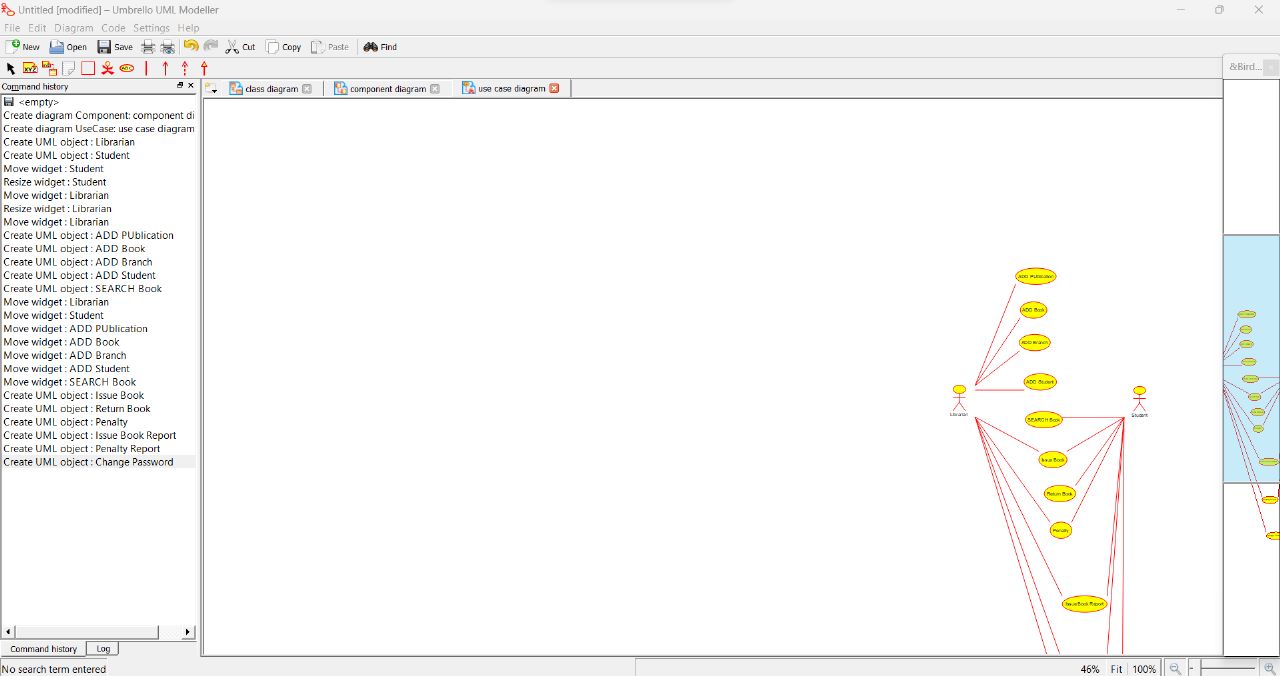 Untitled [modified] – Umbrello UML Modeller
File Edit Diagram Code Settings Help
New Open Save Cut Copy Paste Find
&Bird...
Command history
class diagram component diagram use case diagram
<empty>
Create diagram Component: component di
Create diagram UseCase: use case diagram
Create UML object : Librarian
Create UML object : Student
Move widget : Student
Resize widget : Student
Move widget : Librarian
Resize widget : Librarian
Move widget : Librarian
Create UML object : ADD PUblication
Create UML object : ADD Book
Create UML object : ADD Branch
Create UML object : ADD Student
Create UML object : SEARCH Book
Move widget : Librarian
Move widget : Student
Move widget : ADD PUblication
Move widget : ADD Book
Move widget : ADD Branch
Move widget : ADD Student
Move widget : SEARCH Book
Create UML object : Issue Book
Create UML object : Return Book
Create UML object : Penalty
Create UML object : Issue Book Report
Create UML object : Penalty Report
Create UML object : Change Password
ADD PUblication
ADD Book
ADD Branch
ADD Student
Librarian
Student
SEARCH Book
Issue Book
Return Book
Penalty
Issue Book Report
Command history Log
No search term entered
46% Fit 100%